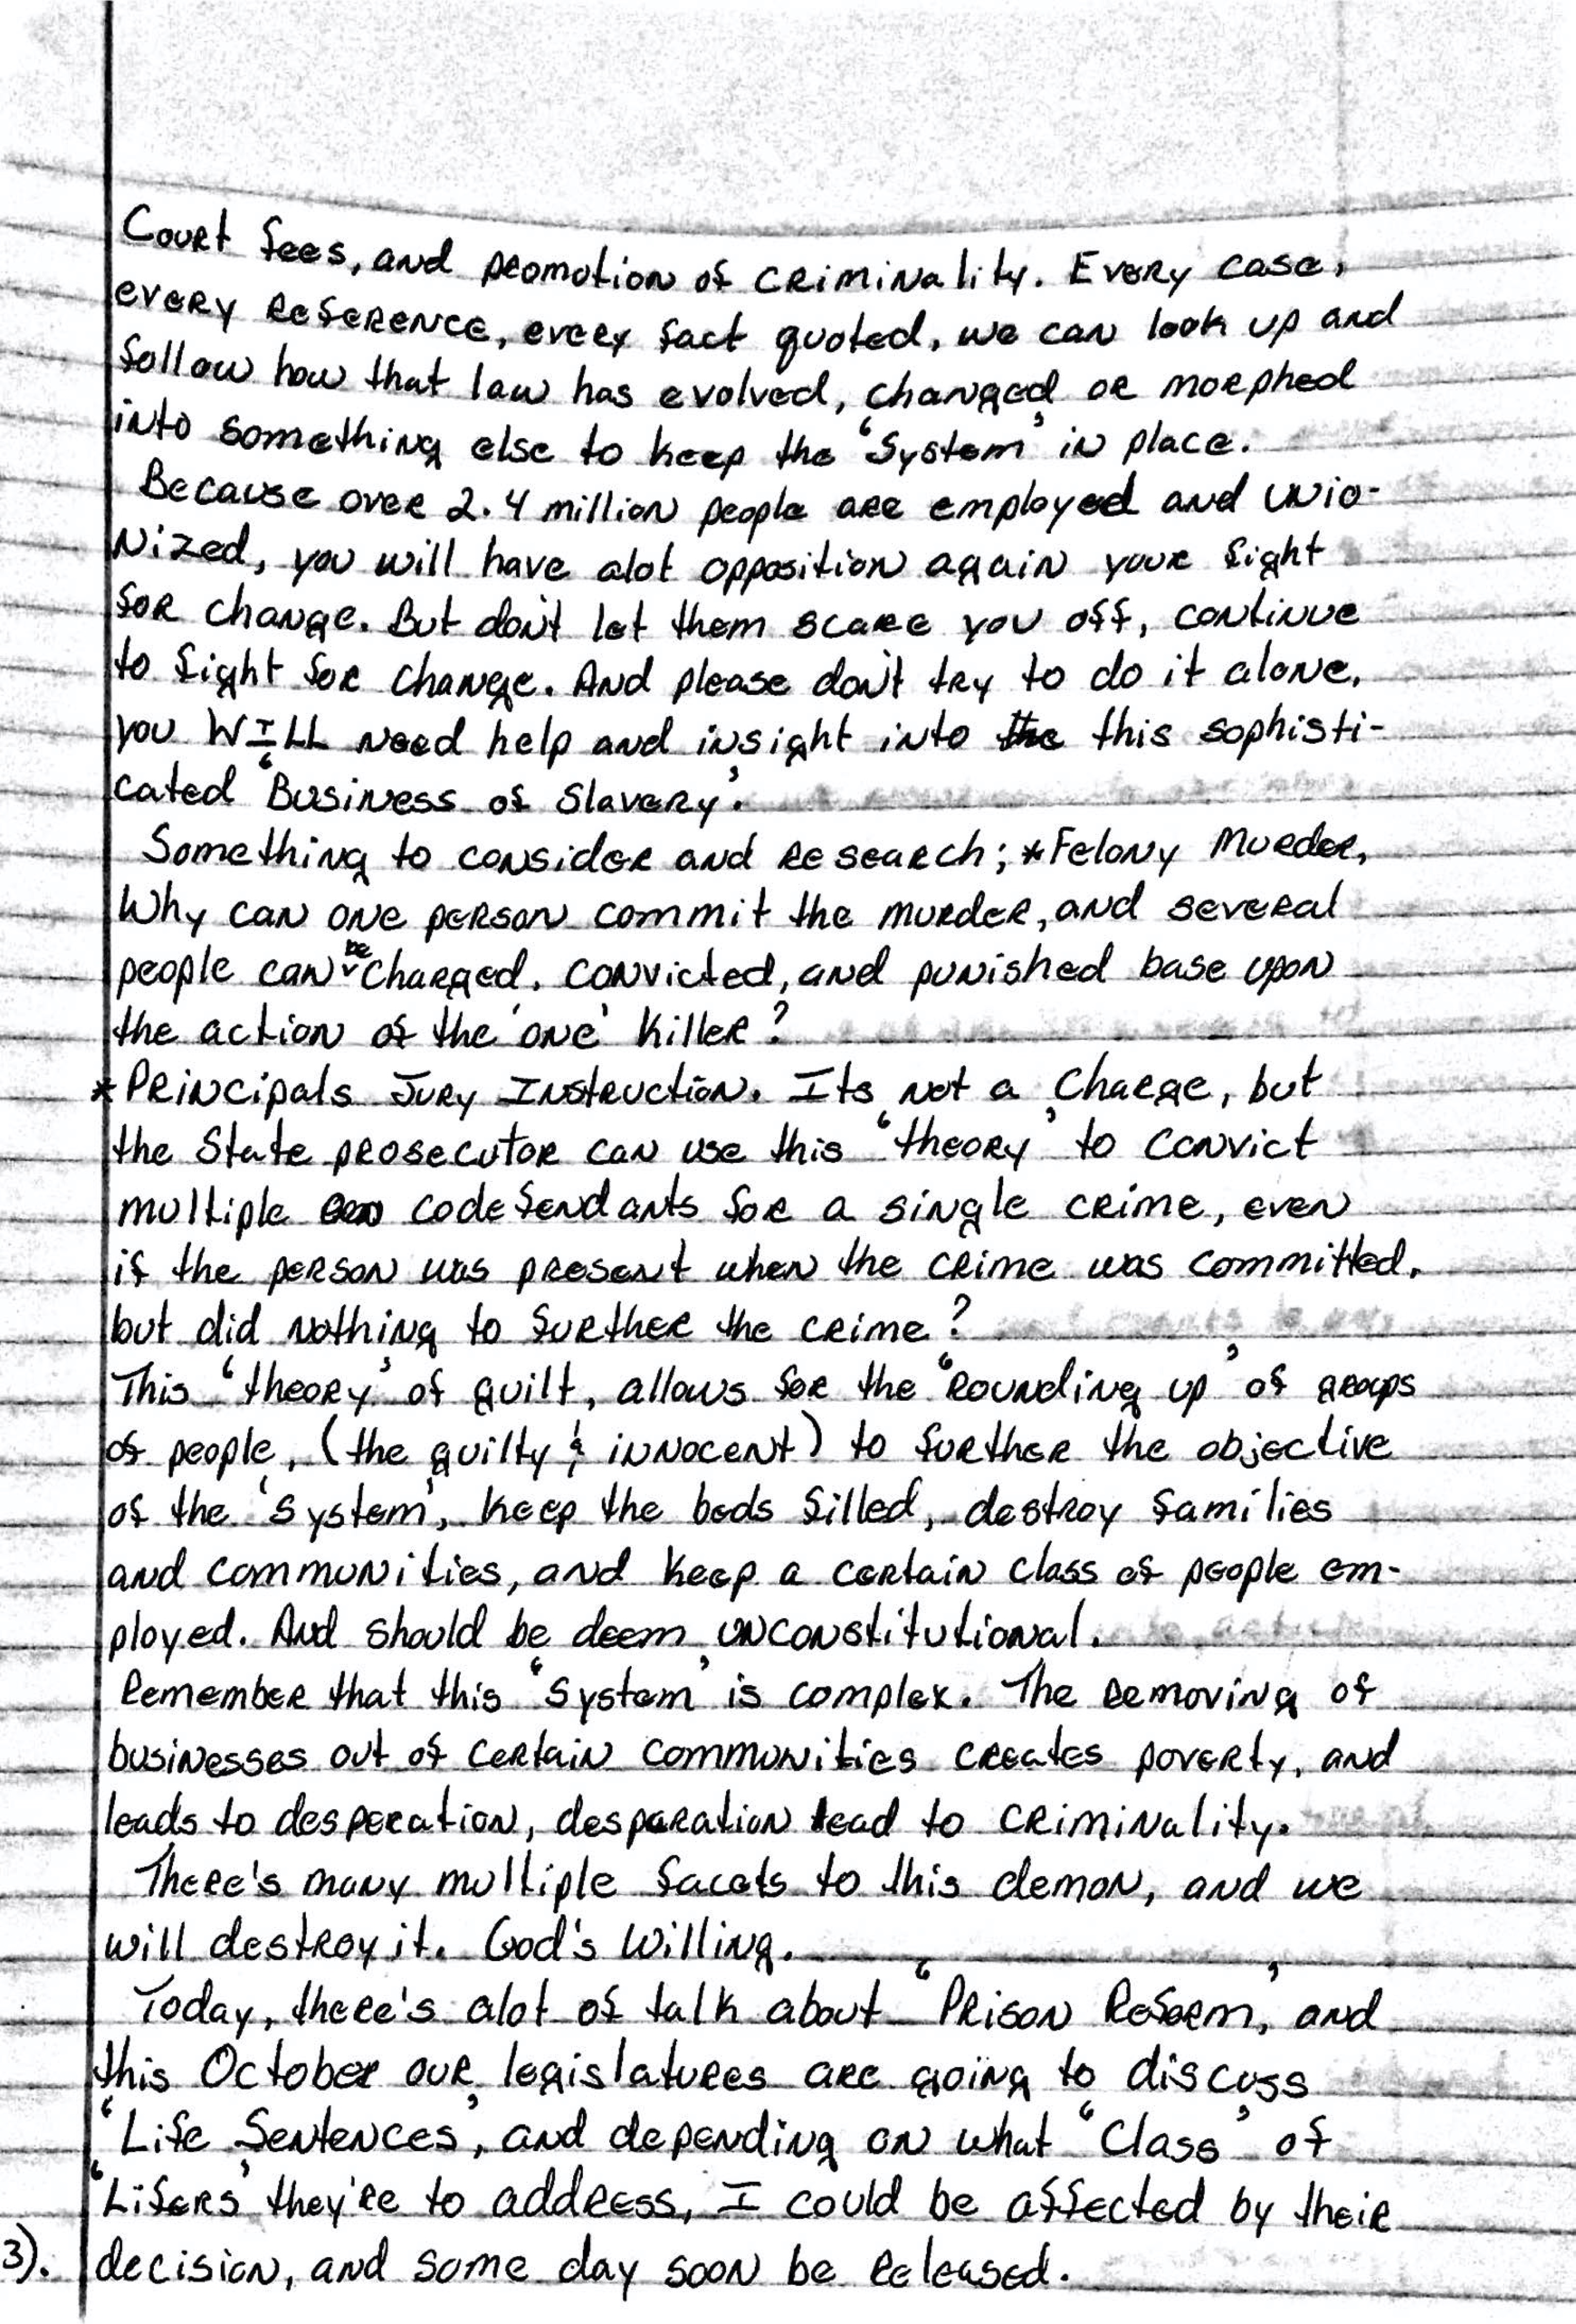 Court fees, and promotion of criminality. Every case,
every reference, every fact quoted, we can look up and
follow how that law has evolved, changed or morphed
into something else to keep the 'System' in place.
Because over 2.4 million people are employed and unio-
nized, you will have alot opposition again your fight
for change. But don't let them scare you off, continue
to fight for change. And please don't try to do it alone,
you WILL need help and insight into the this sophisti-
cated 'Business of Slavery'.
Something to consider and research; *Felony Murder,
Why can one person commit the murder, and several
people can be charged, convicted, and punished base upon
the action of the 'one' killer?
*Principals Jury Instruction. Its not a charge, but
the State prosecutor can use this 'theory' to convict
multiple codefendants for a single crime, even
if the person was present when the crime was committed,
but did nothing to further the crime?
This 'theory' of guilt, allows for the 'rounding up' of groups
of people, (the guilty & innocent) to further the objective
of the 'system', keep the beds filled, destroy families
and communities, and keep a certain class of people em-
ployed. And should be deem unconstitutional.
Remember that this 'System' is complex. The removing of
businesses out of certain communities creates poverty, and
leads to desperation, desparation lead to criminality.
There's many multiple facets to this demon, and we
will destroy it. God's Willing.
Today, there's alot of talk about 'Prison Reform', and
this October our legislatures are going to discuss
'Life Sentences', and depending on what 'Class' of
'Lifers' they're to address, I could be affected by their
3). decision, and some day soon be released.